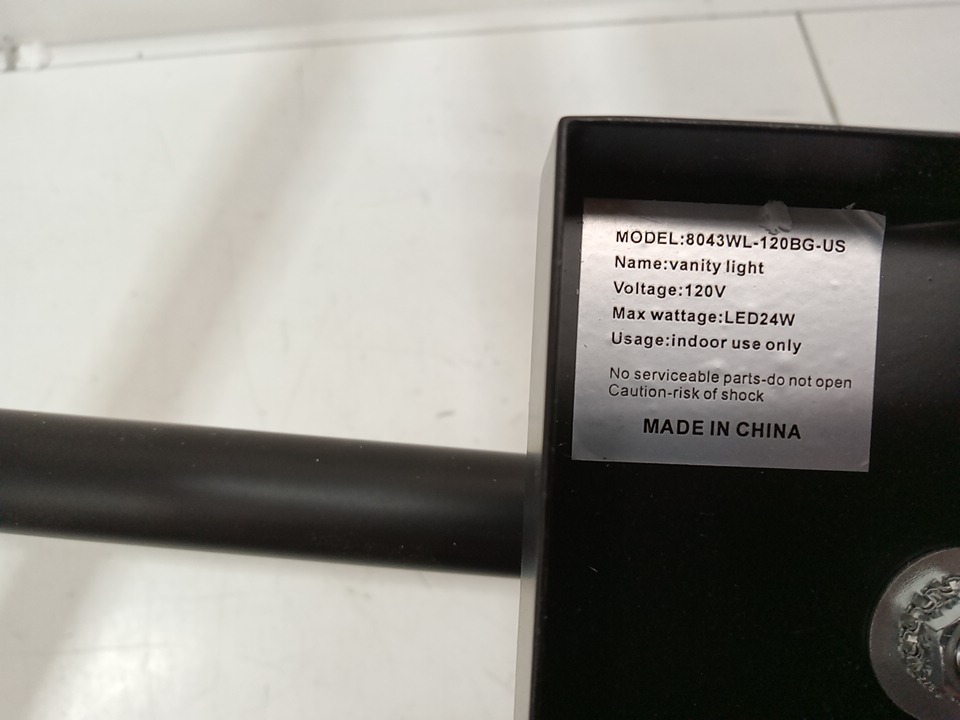 MODEL:8043WL-120BG-US
Name:vanity light
Voltage:120V
Max wattage:LED24W
Usage:indoor use only
No serviceable parts-do not open
Caution-risk of shock
MADE IN CHINA